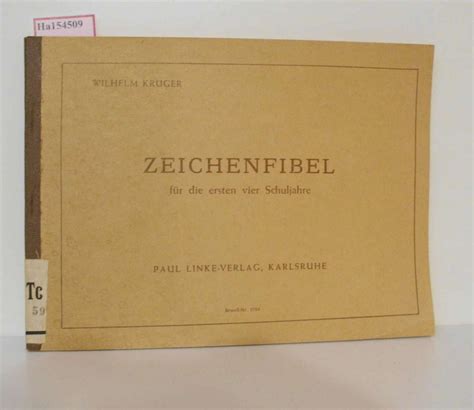 Ha154509
WILHELM KRÜGER
ZEICHENFIBEL
für die ersten vier Schuljahre
PAUL LINKE-VERLAG, KARLSRUHE
Tc
59